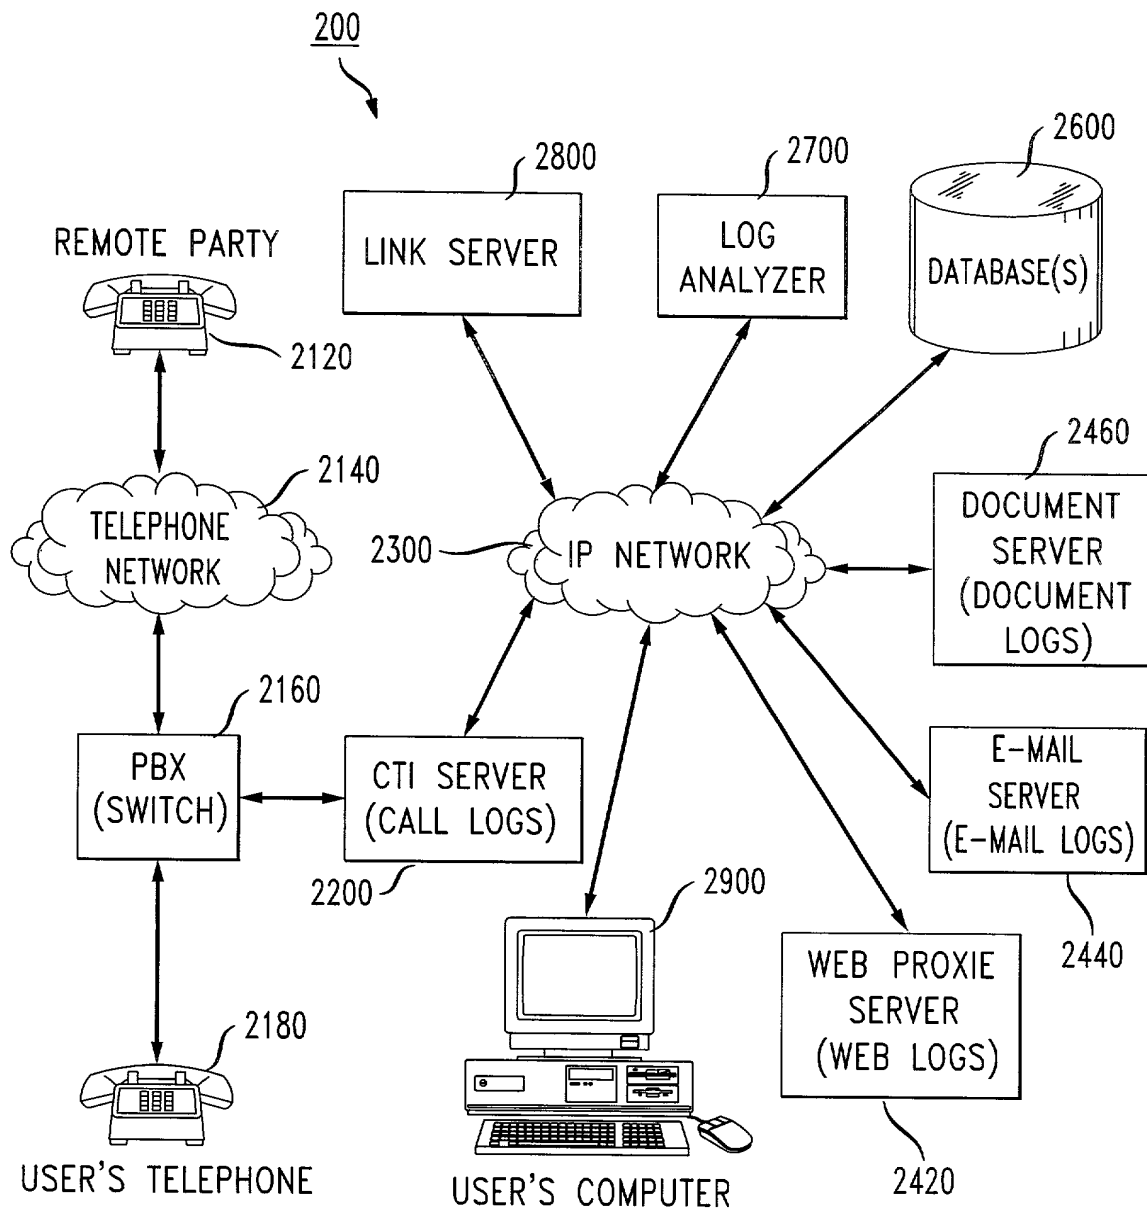 200
2800
2700
2600
LINK SERVER
LOG
ANALYZER
DATABASE(S)
REMOTE PARTY
2120
2140
TELEPHONE
NETWORK
2300
IP NETWORK
2460
DOCUMENT
SERVER
(DOCUMENT
LOGS)
2160
PBX
(SWITCH)
CTI SERVER
(CALL LOGS)
2200
E-MAIL
SERVER
(E-MAIL LOGS)
2440
2900
WEB PROXIE
SERVER
(WEB LOGS)
2420
2180
USER'S TELEPHONE
USER'S COMPUTER